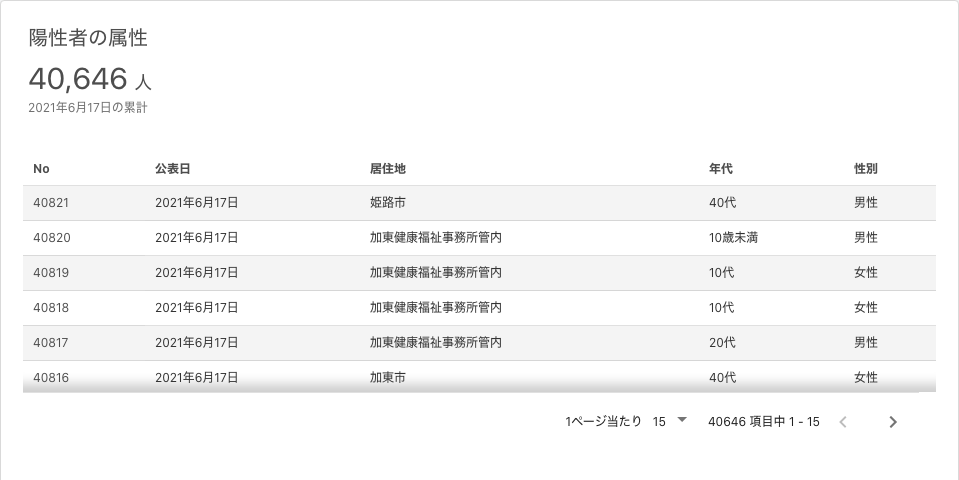 陽性者の属性
40,646 人
2021年6月17日の累計
No 公表日 居住地 年代 性別
40821 2021年6月17日 姫路市 40代 男性
40820 2021年6月17日 加東健康福祉事務所管内 10歳未満 男性
40819 2021年6月17日 加東健康福祉事務所管内 10代 女性
40818 2021年6月17日 加東健康福祉事務所管内 10代 女性
40817 2021年6月17日 加東健康福祉事務所管内 20代 男性
40816 2021年6月17日 加東市 40代 女性
1ページ当たり 15 40646 項目中 1 - 15